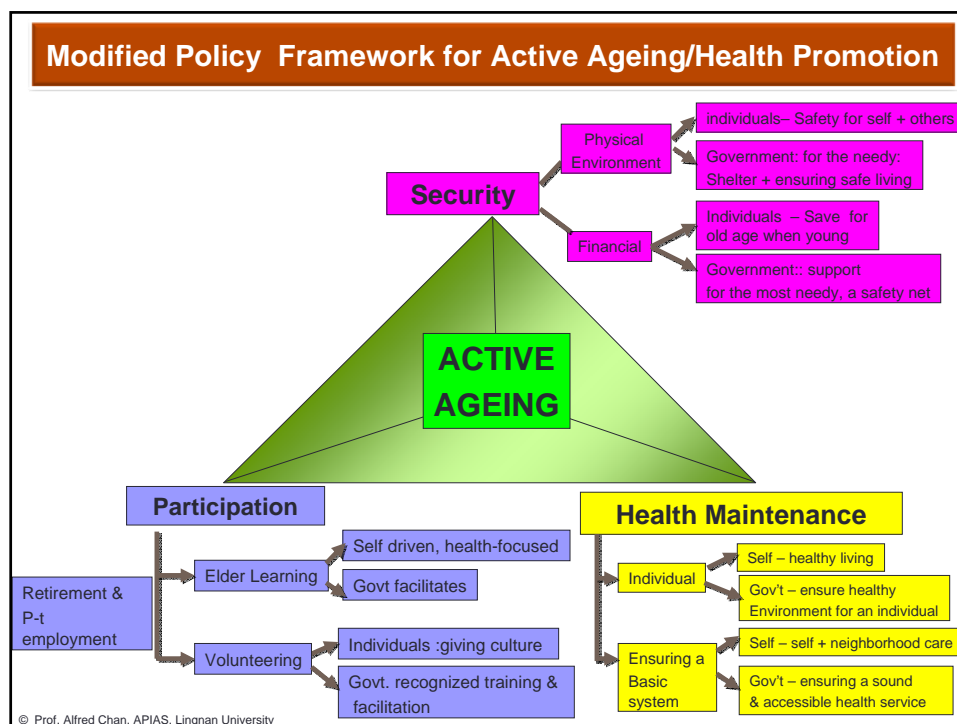 Modified Policy Framework for Active Ageing/Health Promotion
Security
Physical
Environment
individuals– Safety for self + others
Government: for the needy:
Shelter + ensuring safe living
Financial
Individuals – Save for
old age when young
Government:: support
for the most needy, a safety net
ACTIVE
AGEING
Participation
Retirement &
P-t
employment
Elder Learning
Self driven, health-focused
Govt facilitates
Volunteering
Individuals :giving culture
Govt. recognized training &
facilitation
Health Maintenance
Individual
Self – healthy living
Gov't – ensure healthy
Environment for an individual
Ensuring a
Basic
system
Self – self + neighborhood care
Gov't – ensuring a sound
& accessible health service
© Prof. Alfred Chan, APIAS, Lingnan University